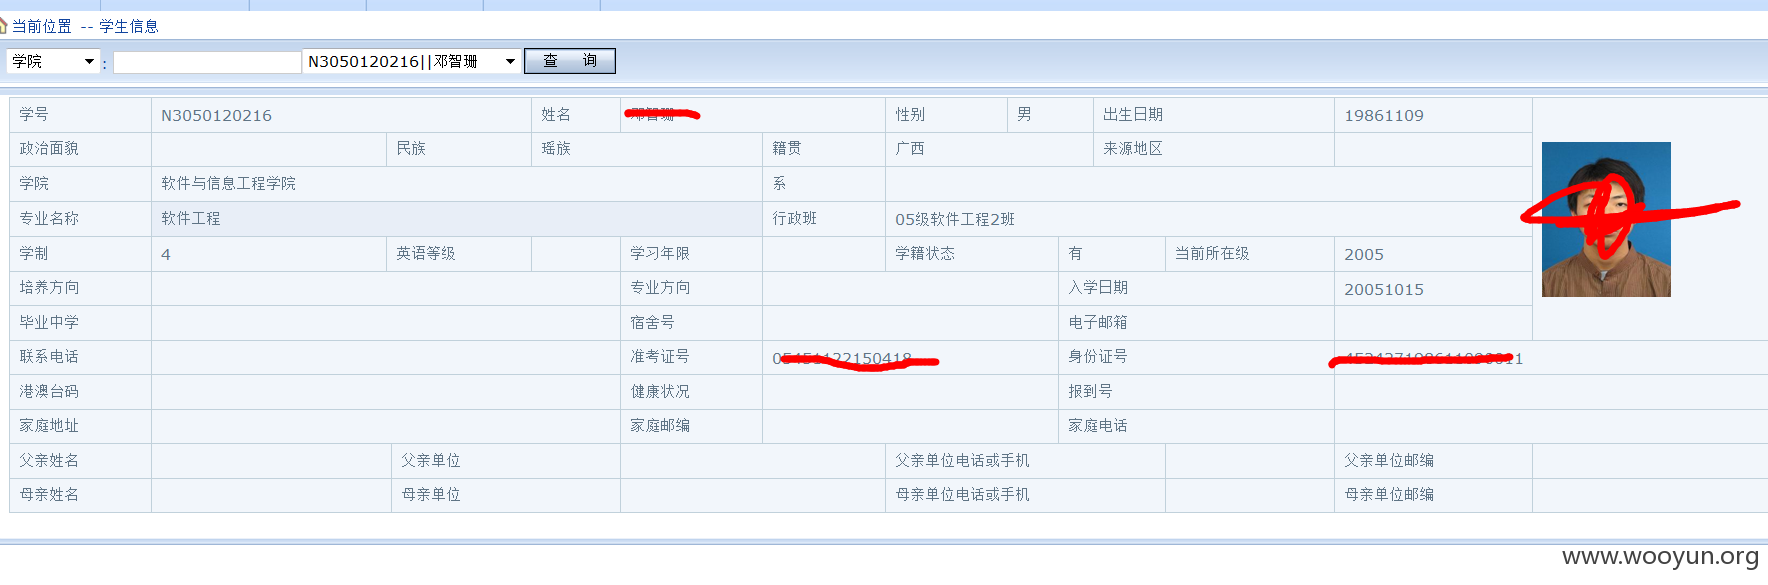 当前位置 -- 学生信息
学院 : N3050120216||邓智珊 查 询
学号 N3050120216 姓名 性别 男 出生日期 19861109
政治面貌 民族 瑶族 籍贯 广西 来源地区
学院 软件与信息工程学院 系
专业名称 软件工程 行政班 05级软件工程2班
学制 4 英语等级 学习年限 学籍状态 有 当前所在级 2005
培养方向 专业方向 入学日期 20051015
毕业中学 宿舍号 电子邮箱
联系电话 准考证号 身份证号
港澳台码 健康状况 报到号
家庭地址 家庭邮编 家庭电话
父亲姓名 父亲单位 父亲单位电话或手机 父亲单位邮编
母亲姓名 母亲单位 母亲单位电话或手机 母亲单位邮编
www.wooyun.org